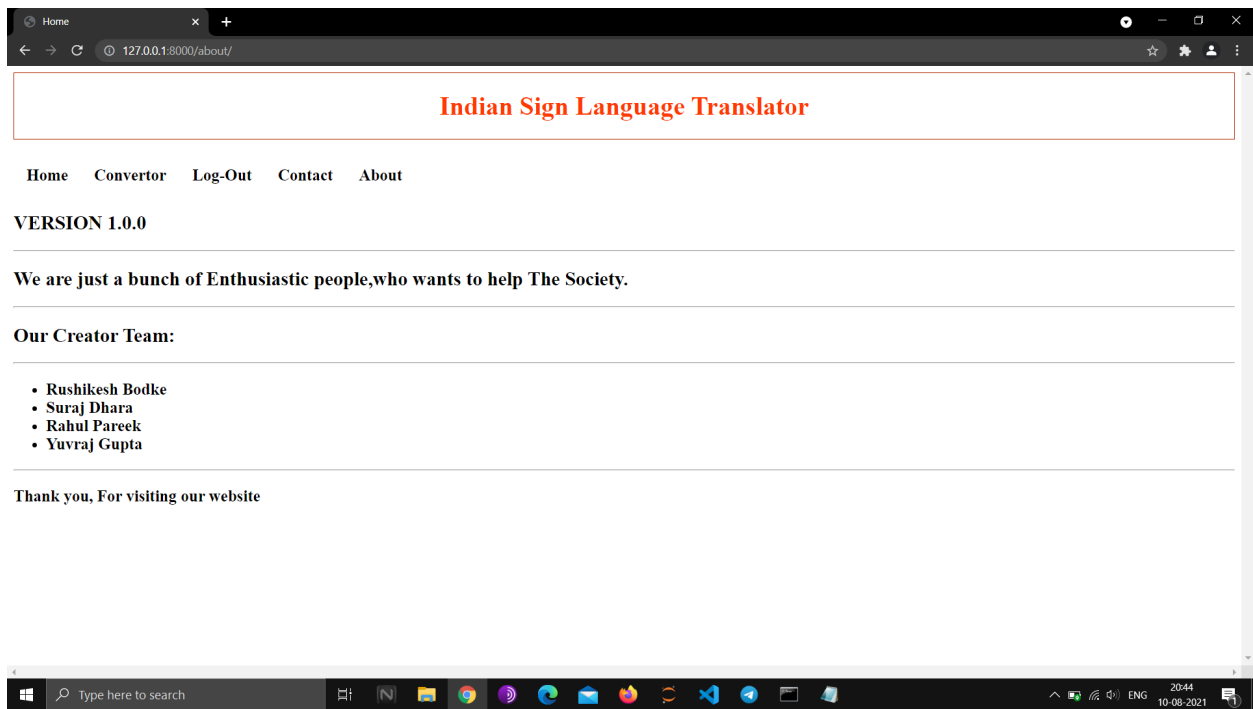 Home
127.0.0.1:8000/about/
Indian Sign Language Translator
Home Convertor Log-Out Contact About
VERSION 1.0.0
We are just a bunch of Enthusiastic people,who wants to help The Society.
Our Creator Team:
Rushikesh Bodke
Suraj Dhara
Rahul Pareek
Yuvraj Gupta
Thank you, For visiting our website
Type here to search
ENG
20:44
10-08-2021
1